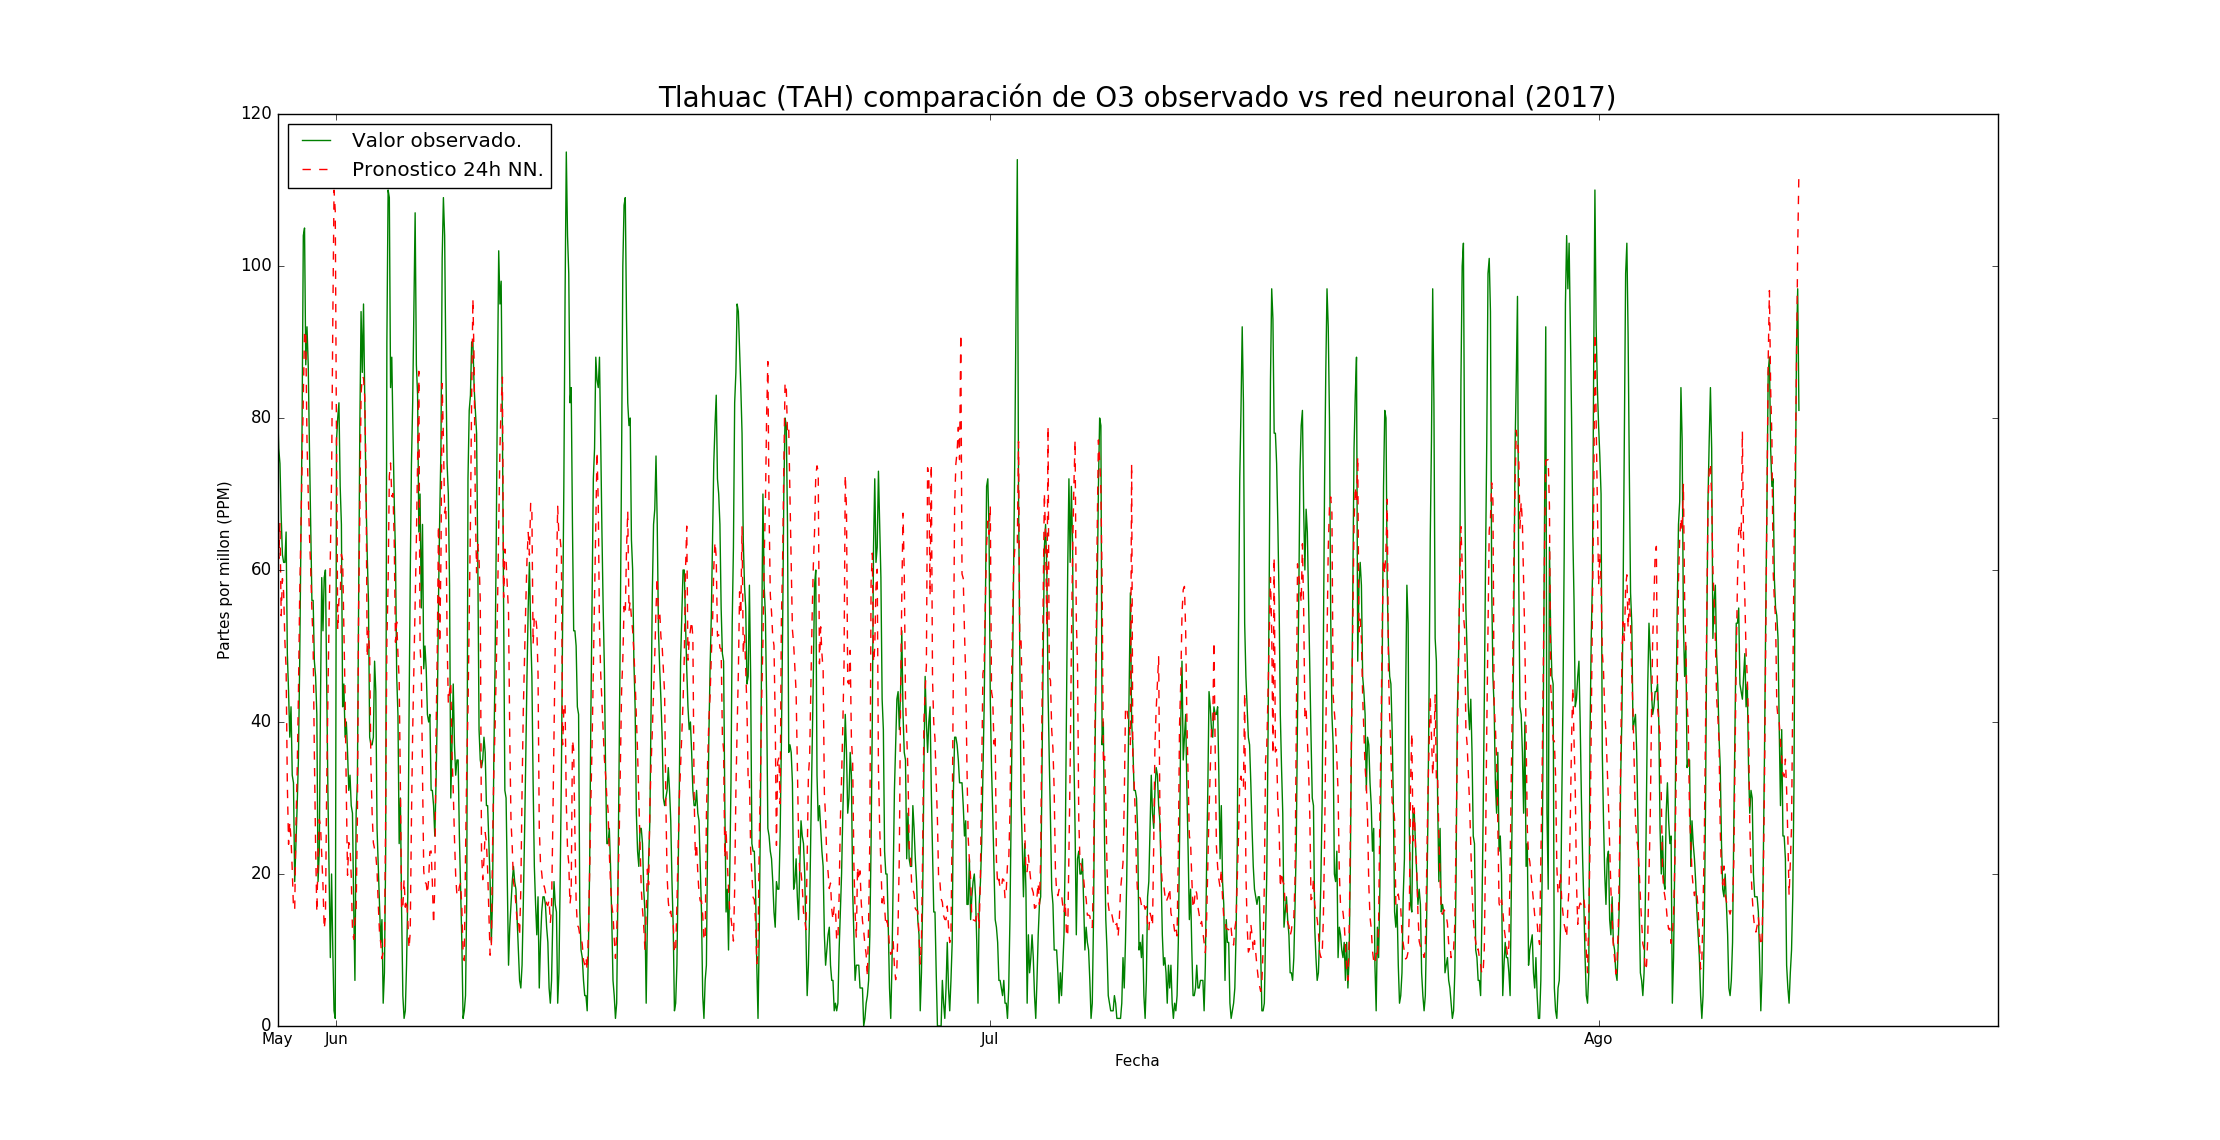 Tlahuac (TAH) comparación de O3 observado vs red neuronal (2017)
Valor observado.
Pronostico 24h NN.
120
100
80
60
40
20
0
Partes por millon (PPM)
May Jun Jul Ago
Fecha